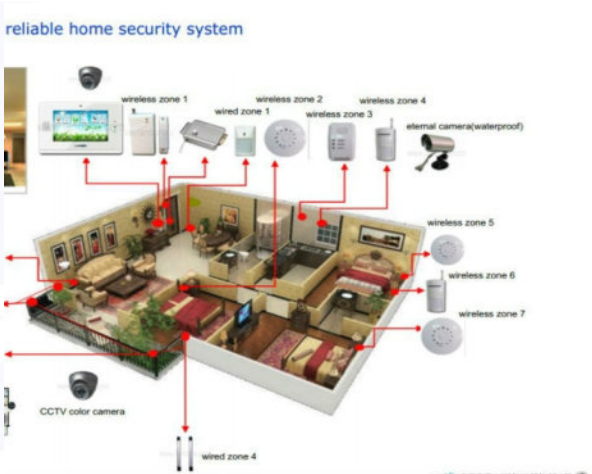 reliable home security system
wireless zone 1
wired zone 1
wireless zone 2
wireless zone 3
wireless zone 4
eternal camera(waterproof)
wireless zone 5
wireless zone 6
wireless zone 7
CCTV color camera
wired zone 4